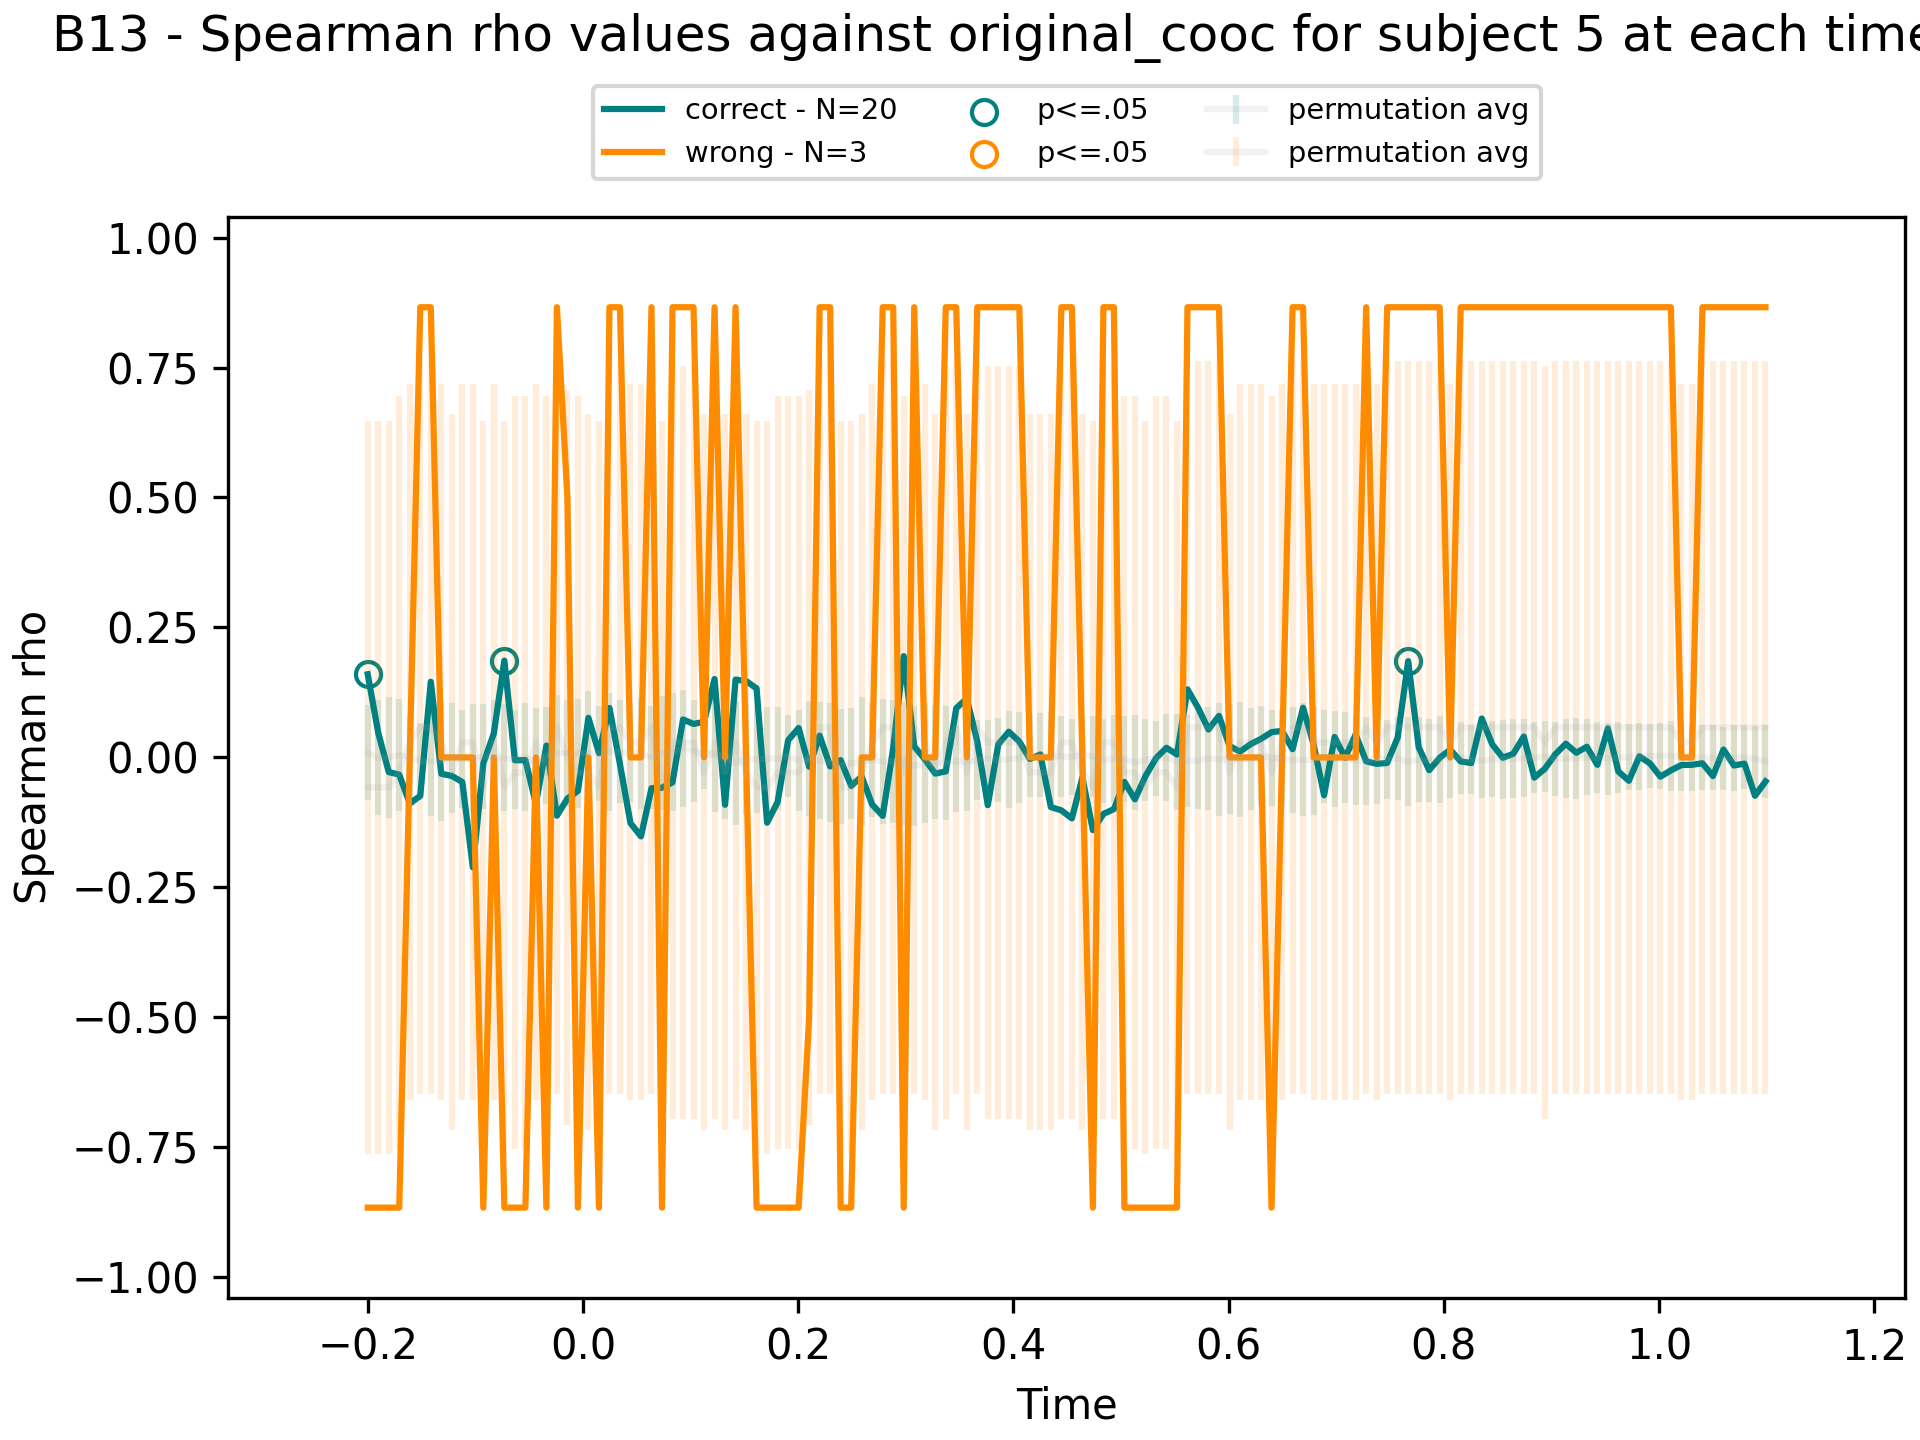 B13 - Spearman rho values against original_cooc for subject 5 at each time
correct - N=20
p<=.05
permutation avg
wrong - N=3
p<=.05
permutation avg
1.00
0.75
0.50
0.25
0.00
−0.25
−0.50
−0.75
−1.00
Spearman rho
−0.2
0.0
0.2
0.4
0.6
0.8
1.0
1.2
Time